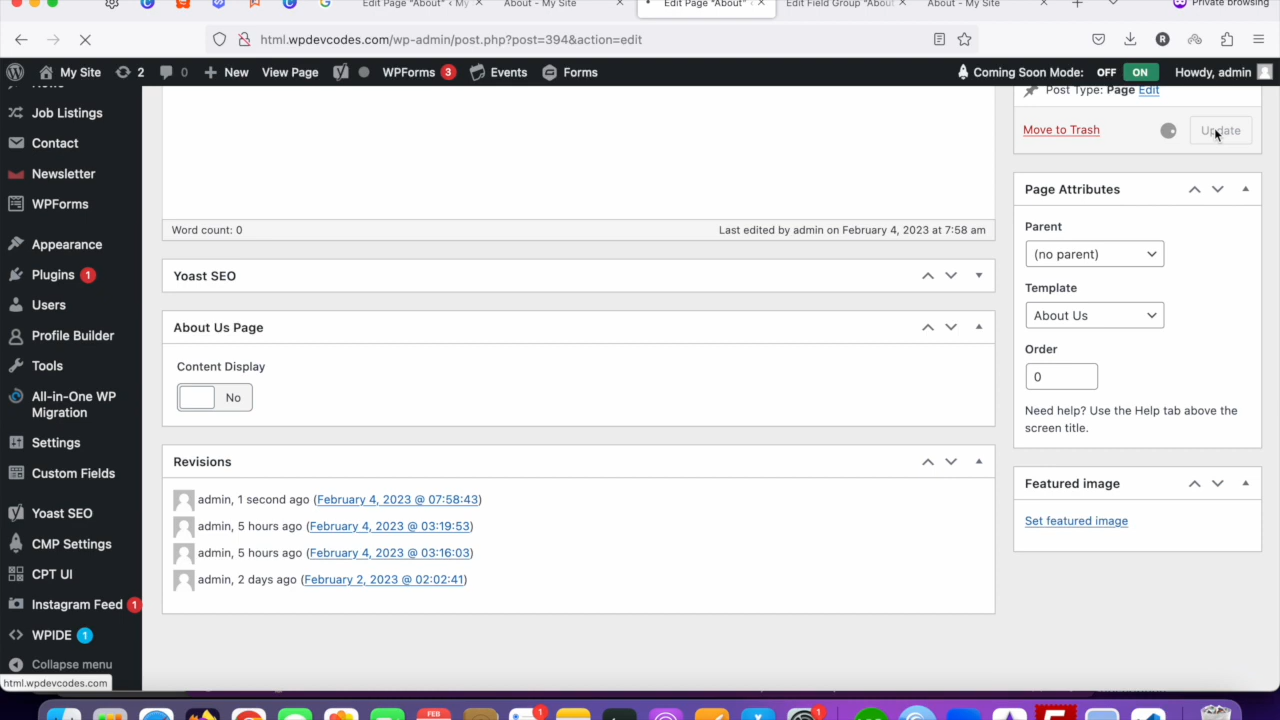 Edit Page "About" ‹ My
About - My Site
Edit Page "About" ‹
Edit Field Group "About
About - My Site
Private browsing
html.wpdevcodes.com/wp-admin/post.php?post=394&action=edit
My Site 2 0 New View Page WPForms 3 Events Forms Coming Soon Mode: OFF ON Howdy, admin
Job Listings
Contact
Newsletter
WPForms
Appearance
Plugins 1
Users
Profile Builder
Tools
All-in-One WP
Migration
Settings
Custom Fields
Yoast SEO
CMP Settings
CPT UI
Instagram Feed 1
WPIDE 1
Collapse menu
html.wpdevcodes.com
Word count: 0 Last edited by admin on February 4, 2023 at 7:58 am
Yoast SEO
About Us Page
Content Display
No
Revisions
admin, 1 second ago (February 4, 2023 @ 07:58:43)
admin, 5 hours ago (February 4, 2023 @ 03:19:53)
admin, 5 hours ago (February 4, 2023 @ 03:16:03)
admin, 2 days ago (February 2, 2023 @ 02:02:41)
Post Type: Page Edit
Move to Trash Update
Page Attributes
Parent
(no parent)
Template
About Us
Order
0
Need help? Use the Help tab above the
screen title.
Featured image
Set featured image
FEB
1
1